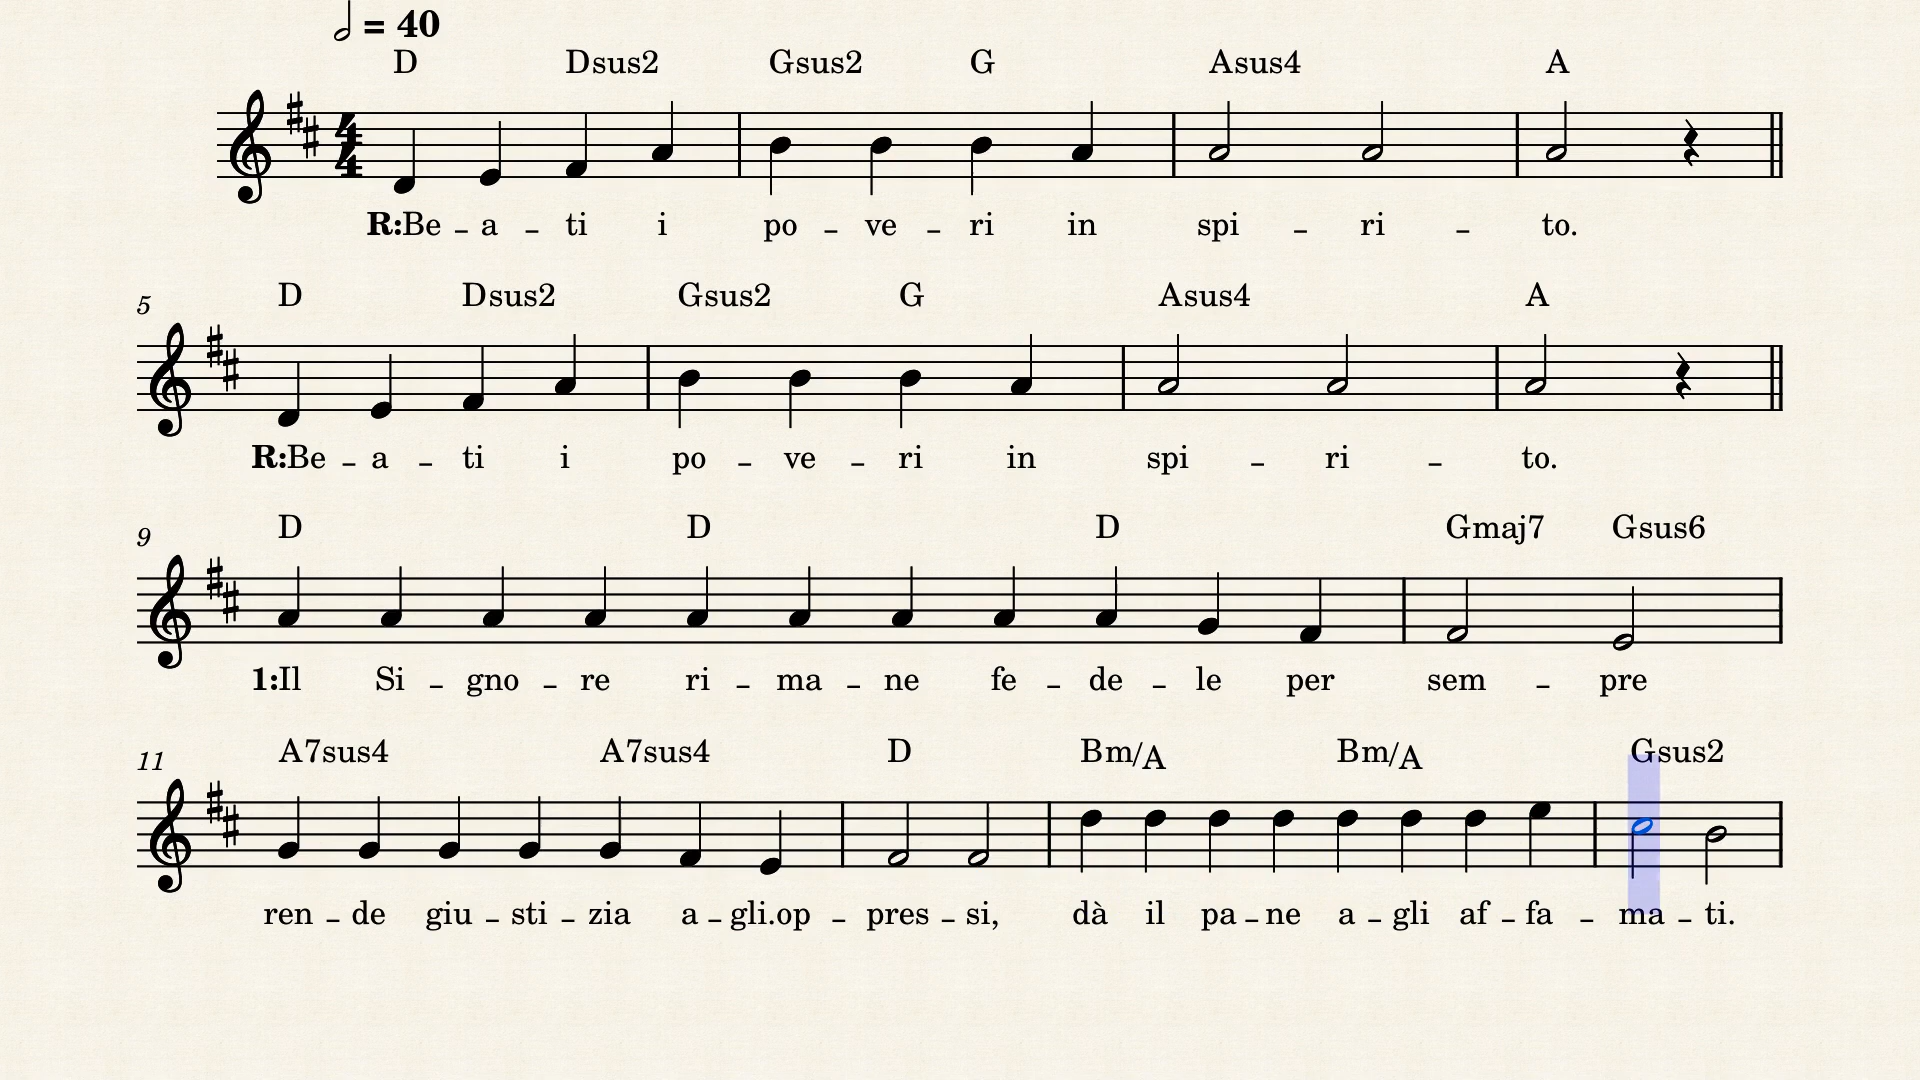 𝅗𝅥 = 40
D Dsus2 Gsus2 G Asus4 A
4
4
R:Be - a - ti i po - ve - ri in spi - ri - to.
5 D Dsus2 Gsus2 G Asus4 A
R:Be - a - ti i po - ve - ri in spi - ri - to.
9 D D D Gmaj7 Gsus6
1:Il Si - gno - re ri - ma - ne fe - de - le per sem - pre
11 A7sus4 A7sus4 D Bm/A Bm/A Gsus2
ren - de giu - sti - zia a - gli.op - pres - si, dà il pa - ne a - gli af - fa - ma - ti.